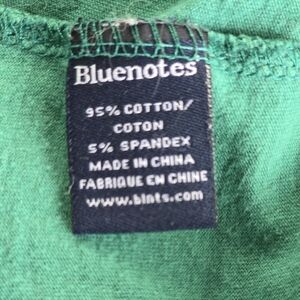 Bluenotes
95% COTTON/
COTON
5% SPANDEX
MADE IN CHINA
FABRIQUE EN CHINE
www.blnts.com